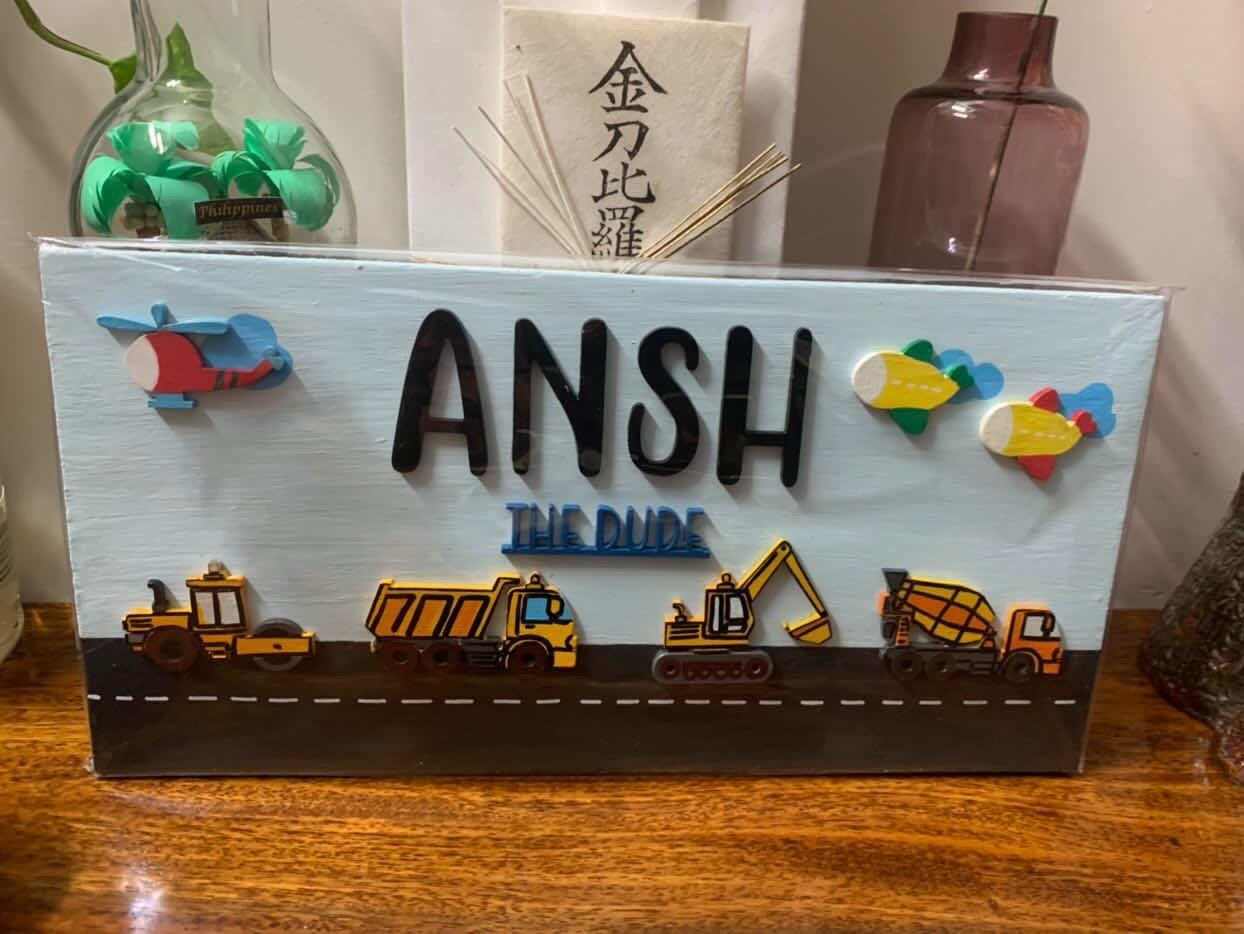 金刀比羅
Philippines
ANSH
THE DUDE